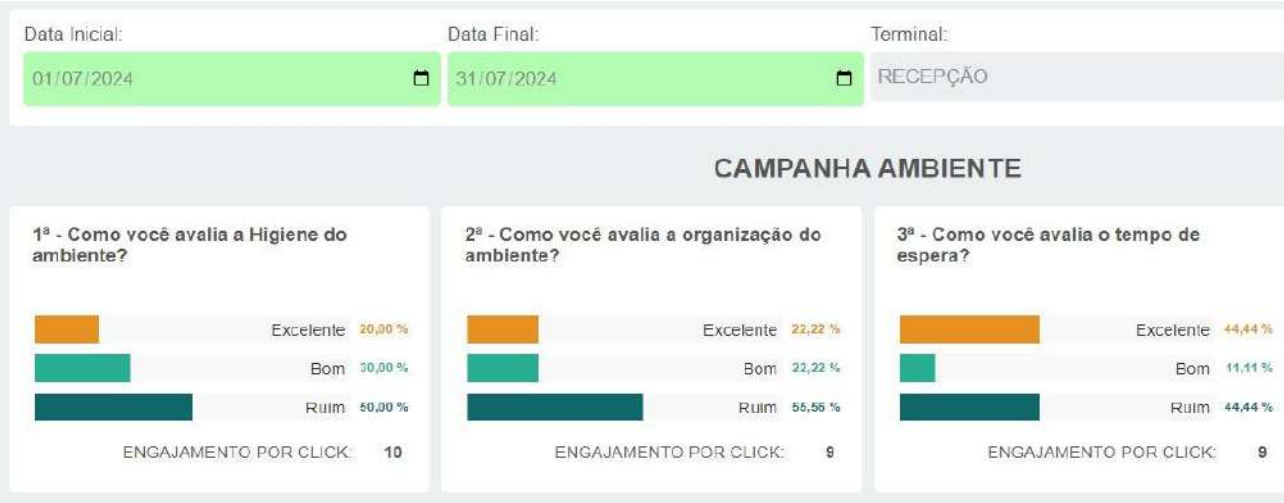 Data Inicial:
Data Final:
Terminal:
01/07/2024
31/07/2024
RECEPÇÃO
CAMPANHA AMBIENTE
1ª - Como você avalia a Higiene do
ambiente?
Excelente 20,00 %
Bom 30,00 %
Ruim 50,00 %
ENGAJAMENTO POR CLICK: 10
2ª - Como você avalia a organização do
ambiente?
Excelente 22,22 %
Bom 22,22 %
Ruim 55,56 %
ENGAJAMENTO POR CLICK: 9
3ª - Como você avalia o tempo de
espera?
Excelente 44,44 %
Bom 11,11 %
Ruim 44,44 %
ENGAJAMENTO POR CLICK: 9